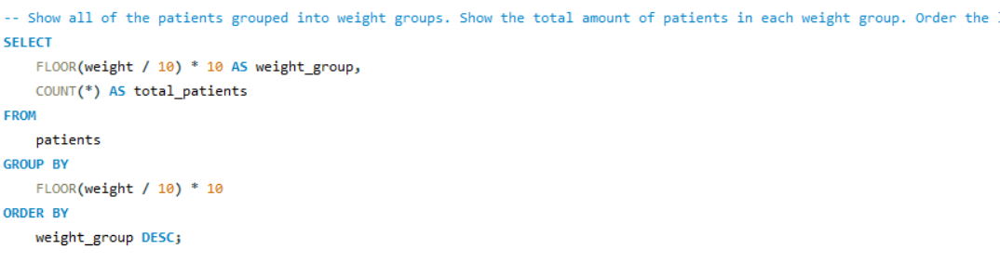 -- Show all of the patients grouped into weight groups. Show the total amount of patients in each weight group. Order the
SELECT
    FLOOR(weight / 10) * 10 AS weight_group,
    COUNT(*) AS total_patients
FROM
    patients
GROUP BY
    FLOOR(weight / 10) * 10
ORDER BY
    weight_group DESC;